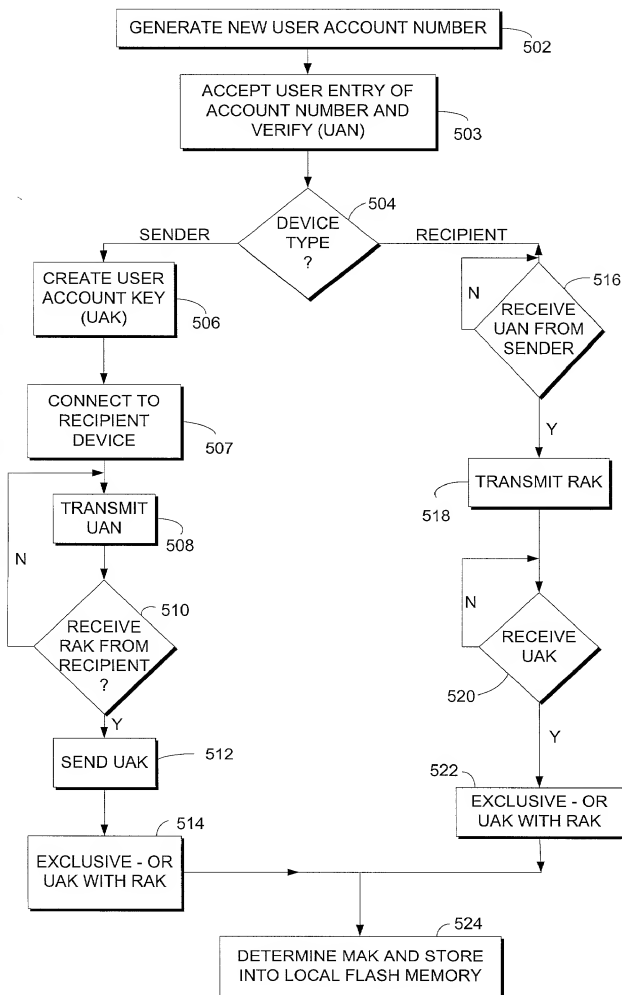 GENERATE NEW USER ACCOUNT NUMBER
502
ACCEPT USER ENTRY OF
ACCOUNT NUMBER AND
VERIFY (UAN)
503
DEVICE
TYPE
?
504
SENDER
RECIPIENT
CREATE USER
ACCOUNT KEY
(UAK)
506
CONNECT TO
RECIPIENT
DEVICE
507
TRANSMIT
UAN
508
N
RECEIVE
RAK FROM
RECIPIENT
?
510
Y
SEND UAK
512
EXCLUSIVE - OR
UAK WITH RAK
514
N
RECEIVE
UAN FROM
SENDER
516
Y
TRANSMIT RAK
518
N
RECEIVE
UAK
520
Y
522
EXCLUSIVE - OR
UAK WITH RAK
524
DETERMINE MAK AND STORE
INTO LOCAL FLASH MEMORY